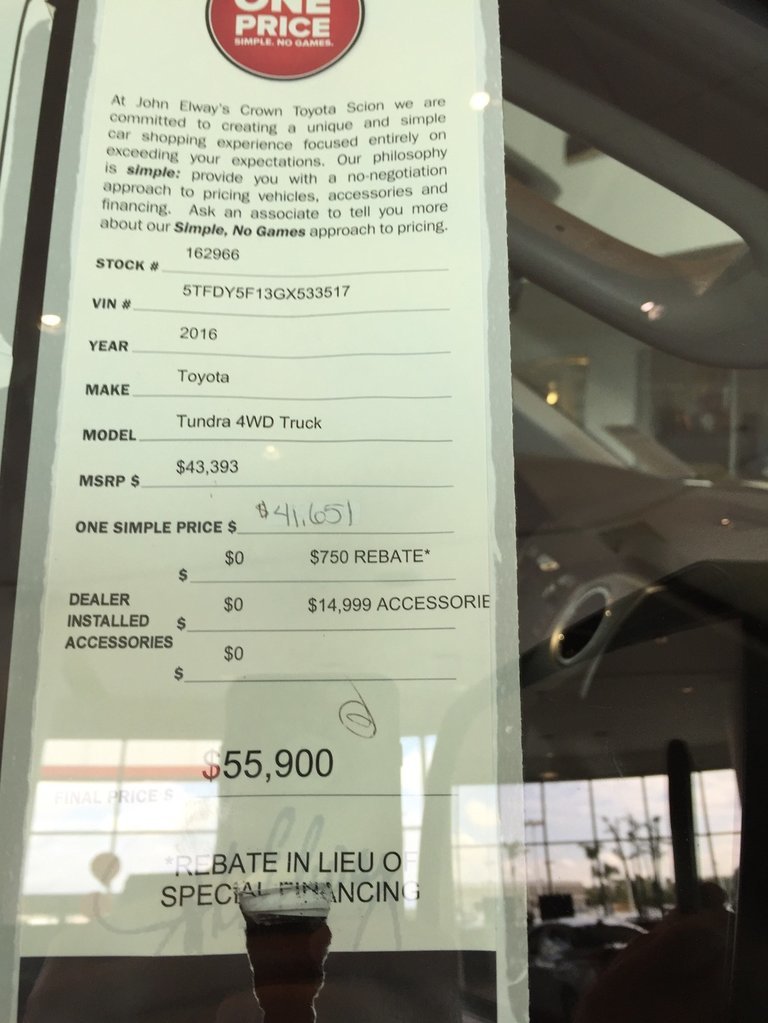 ONE
PRICE
SIMPLE. NO GAMES.
At John Elway's Crown Toyota Scion we are
committed to creating a unique and simple
car shopping experience focused entirely on
exceeding your expectations. Our philosophy
is simple: provide you with a no-negotiation
approach to pricing vehicles, accessories and
financing. Ask an associate to tell you more
about our Simple, No Games approach to pricing.
STOCK # 162966
VIN # 5TFDY5F13GX533517
YEAR 2016
MAKE Toyota
MODEL Tundra 4WD Truck
MSRP $ $43,393
ONE SIMPLE PRICE $ $41,651
$ $0 $750 REBATE*
DEALER
INSTALLED
ACCESSORIES
$ $0 $14,999 ACCESSORIE
$ $0
$55,900
FINAL PRICE $
*REBATE IN LIEU OF
SPECIAL FINANCING